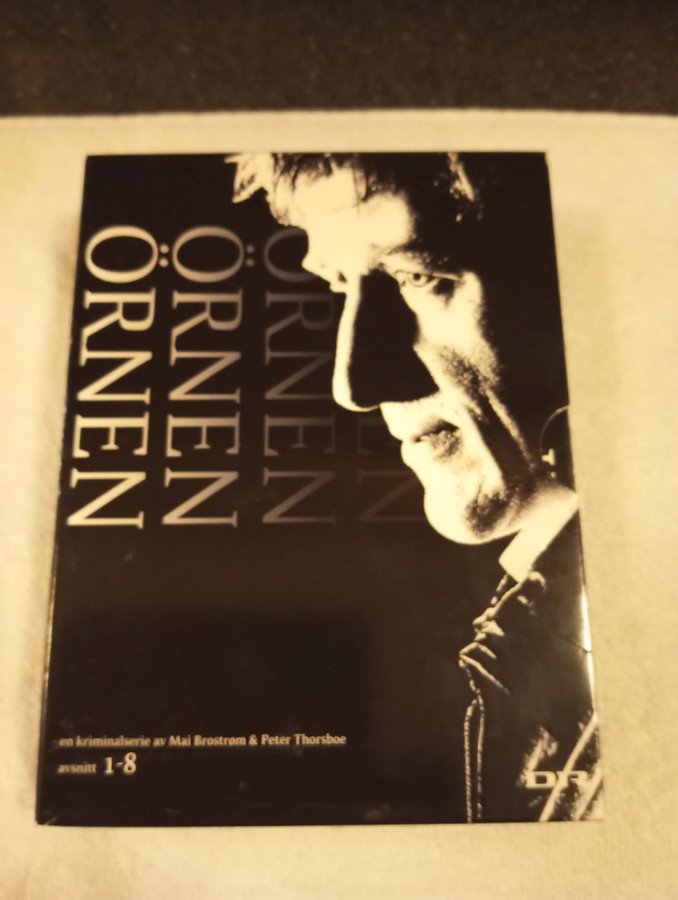 ÖRNEN
ÖRNEN
ÖRNEN
- en kriminalserie av Mai Brostrøm & Peter Thorsboe
avsnitt 1-8
DR